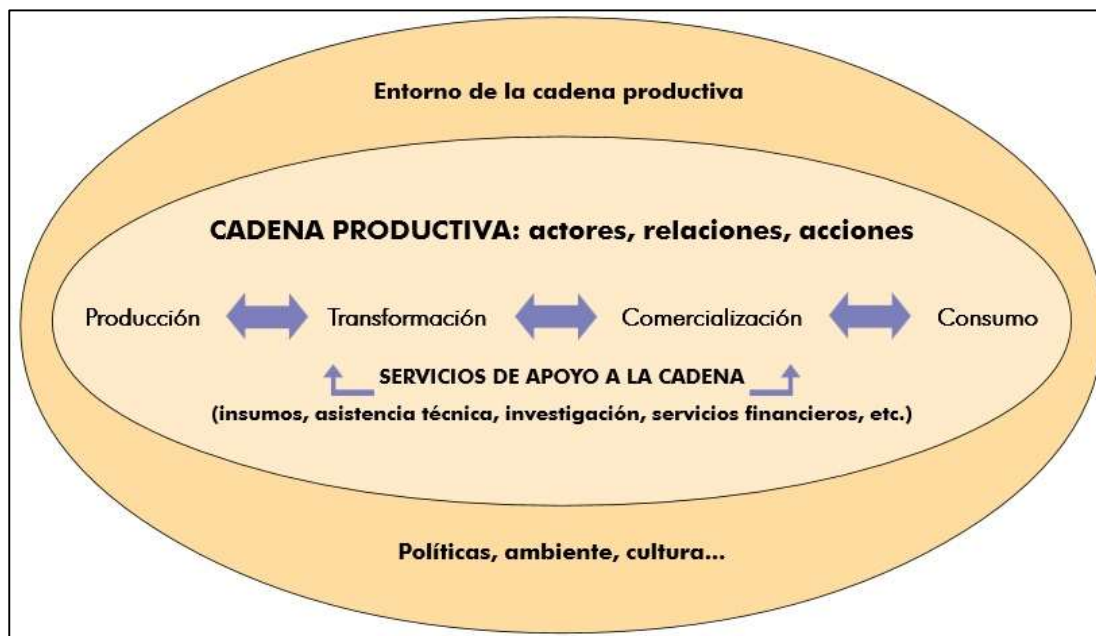 Entorno de la cadena productiva
CADENA PRODUCTIVA: actores, relaciones, acciones
Producción Transformación Comercialización Consumo
SERVICIOS DE APOYO A LA CADENA
(insumos, asistencia técnica, investigación, servicios financieros, etc.)
Políticas, ambiente, cultura...